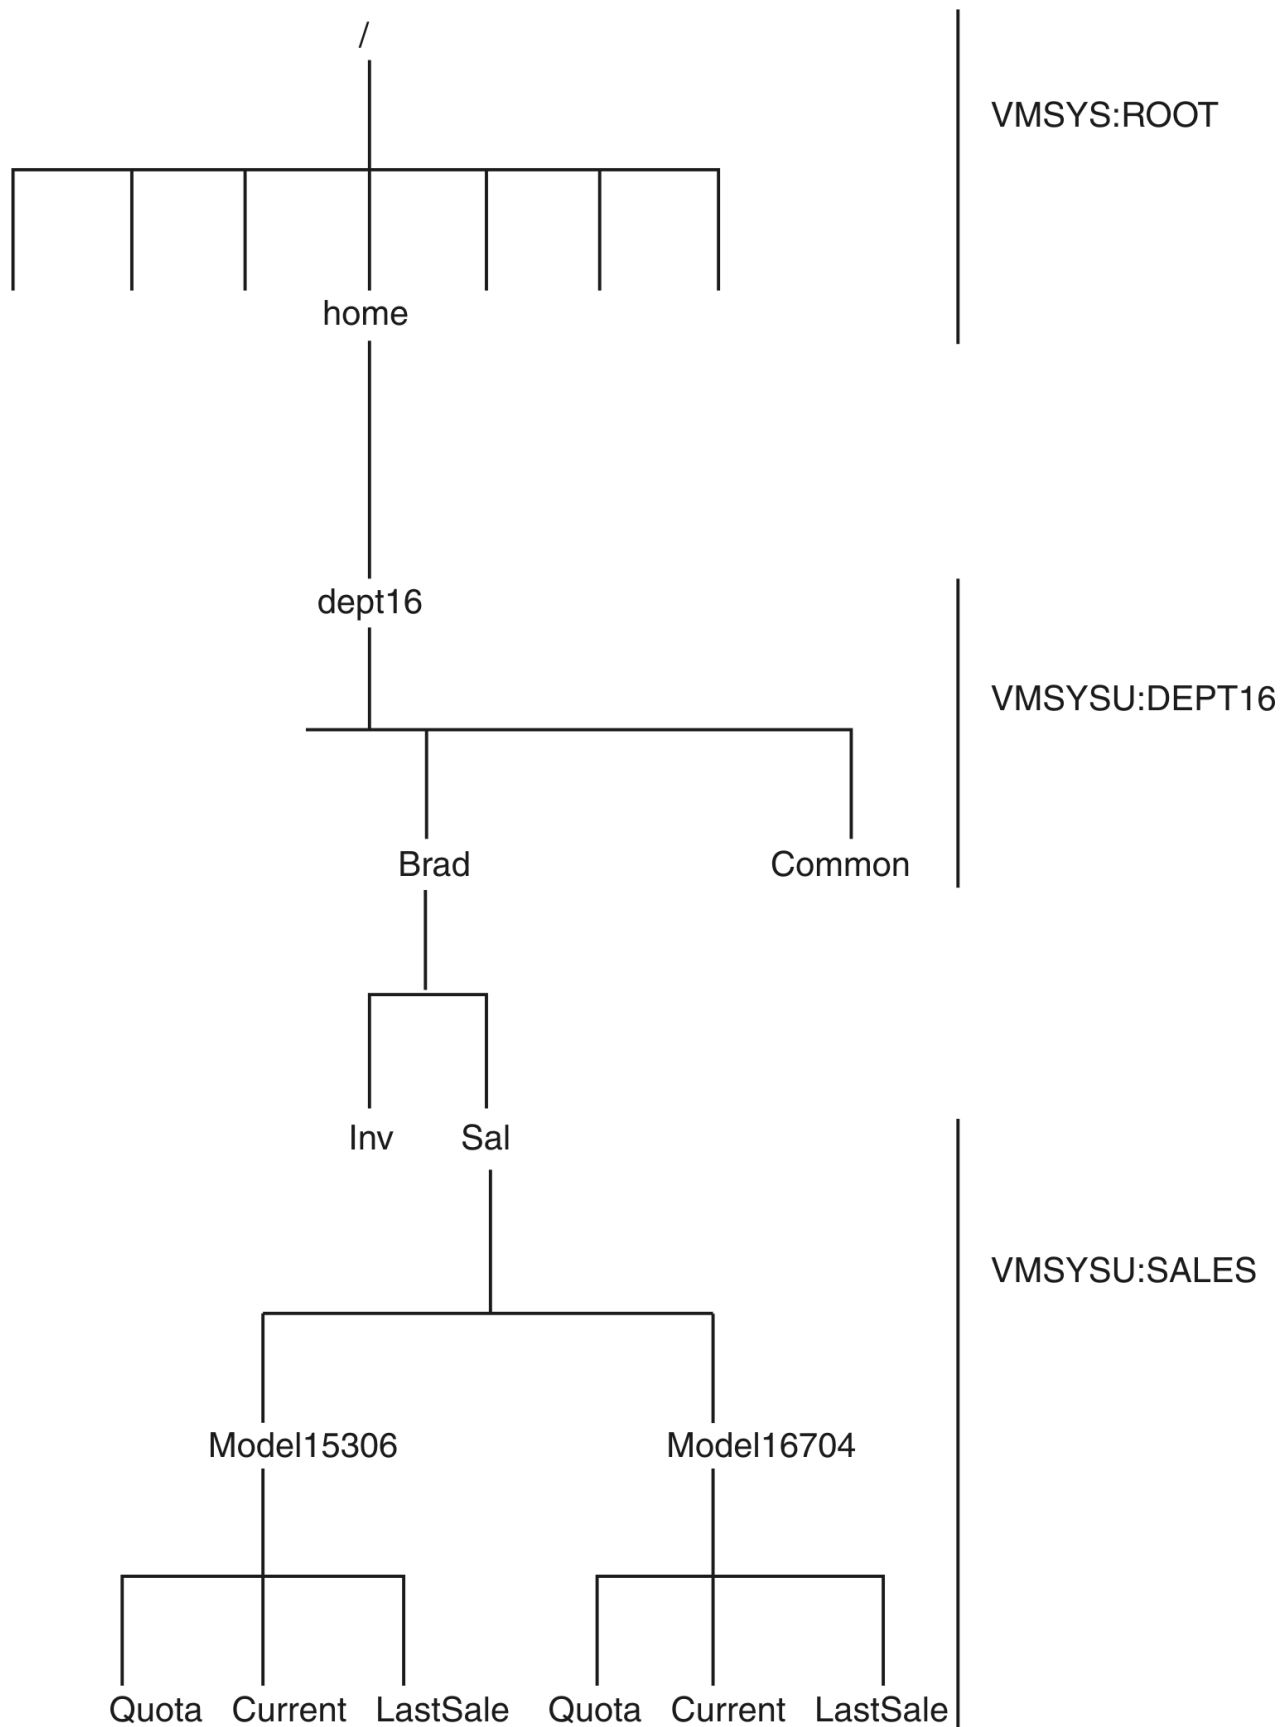 /
VMSYS:ROOT
home
dept16
VMSYSU:DEPT16
Brad Common
Inv Sal
VMSYSU:SALES
Model15306 Model16704
Quota Current LastSale Quota Current LastSale